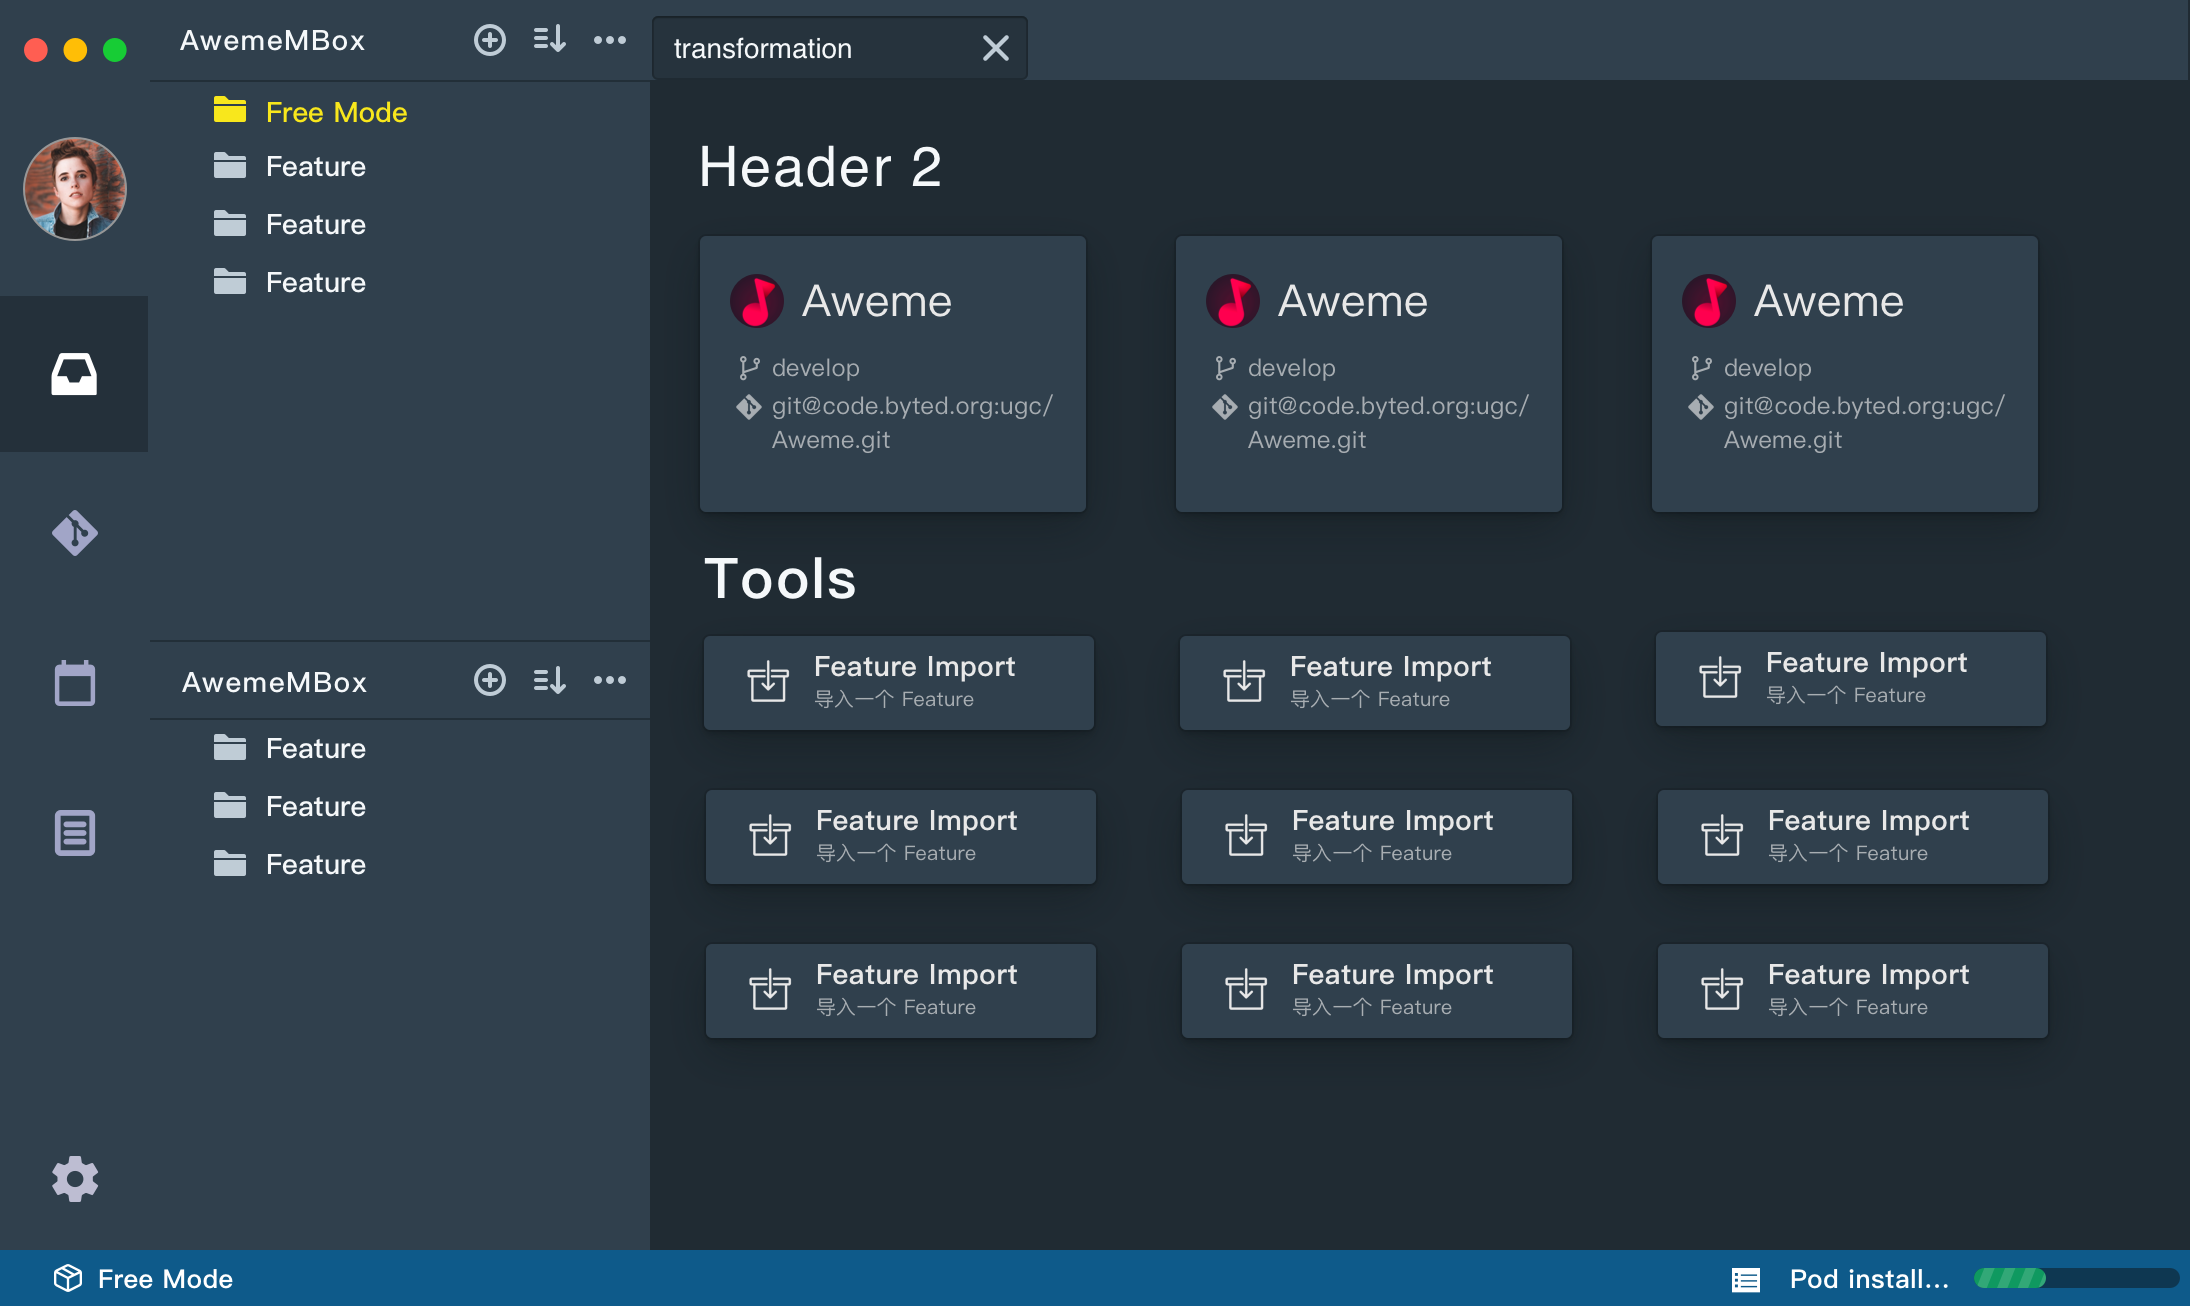 AwemeMBox
transformation
Free Mode
Feature
Feature
Feature
AwemeMBox
Feature
Feature
Feature
Header 2
Aweme
develop
git@code.byted.org:ugc/
Aweme.git
Aweme
develop
git@code.byted.org:ugc/
Aweme.git
Aweme
develop
git@code.byted.org:ugc/
Aweme.git
Tools
Feature Import
导入一个 Feature
Feature Import
导入一个 Feature
Feature Import
导入一个 Feature
Feature Import
导入一个 Feature
Feature Import
导入一个 Feature
Feature Import
导入一个 Feature
Feature Import
导入一个 Feature
Feature Import
导入一个 Feature
Feature Import
导入一个 Feature
Free Mode
Pod install...